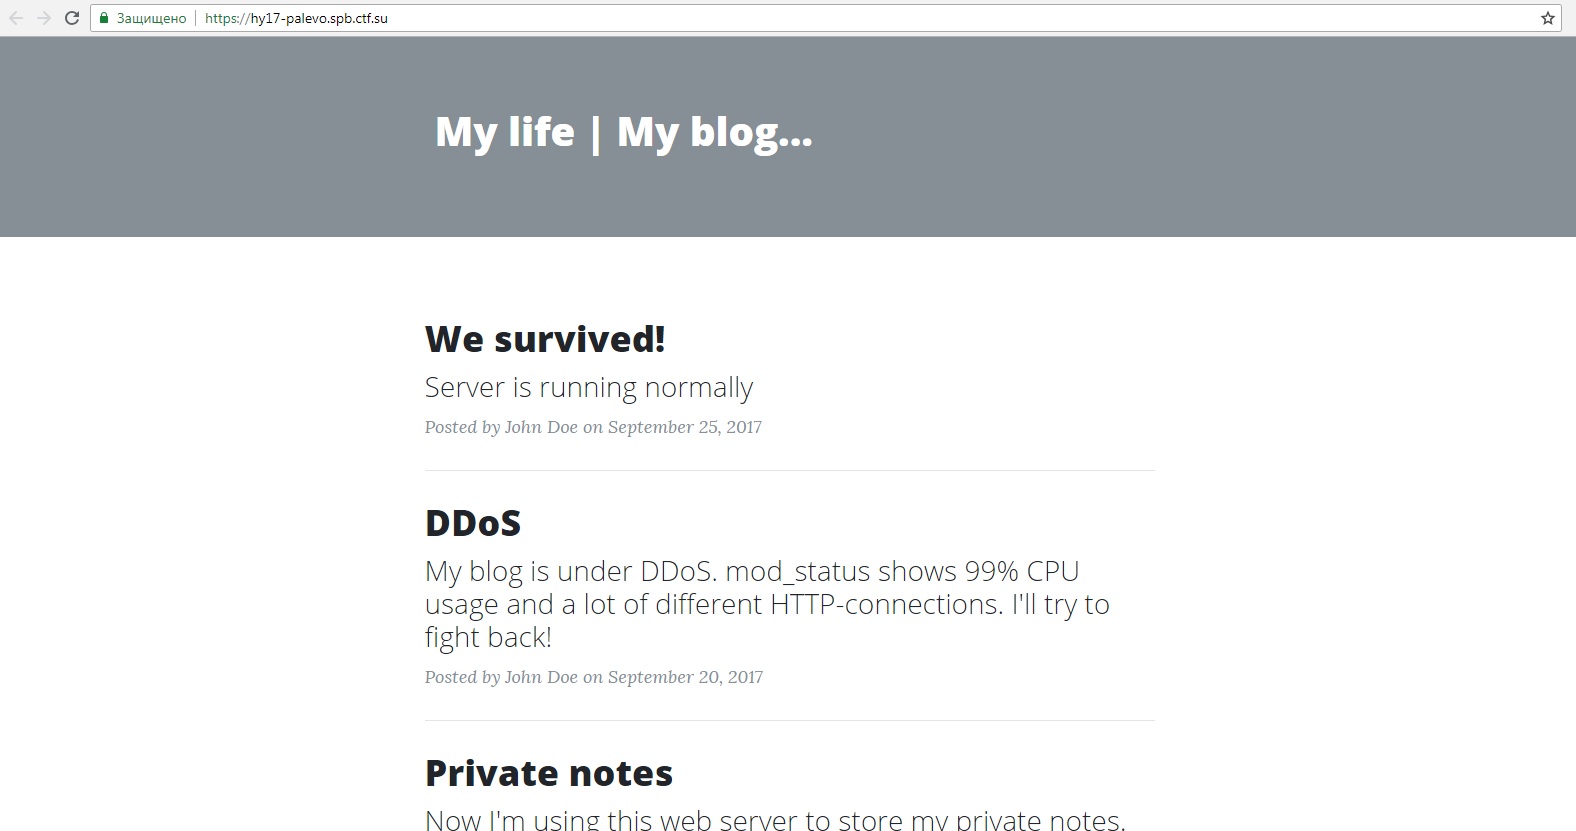 Защищено https://hy17-palevo.spb.ctf.su
My life | My blog...
We survived!
Server is running normally
Posted by John Doe on September 25, 2017
DDoS
My blog is under DDoS. mod_status shows 99% CPU
usage and a lot of different HTTP-connections. I'll try to
fight back!
Posted by John Doe on September 20, 2017
Private notes
Now I'm using this web server to store my private notes.